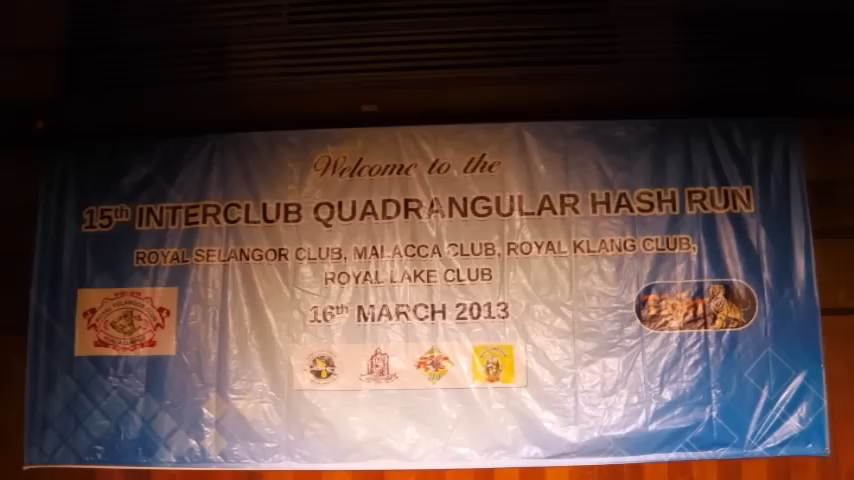 Welcome to the
15th INTERCLUB QUADRANGULAR HASH RUN
ROYAL SELANGOR CLUB, MALACCA CLUB, ROYAL KLANG CLUB,
ROYAL LAKE CLUB
16th MARCH 2013
Tiger